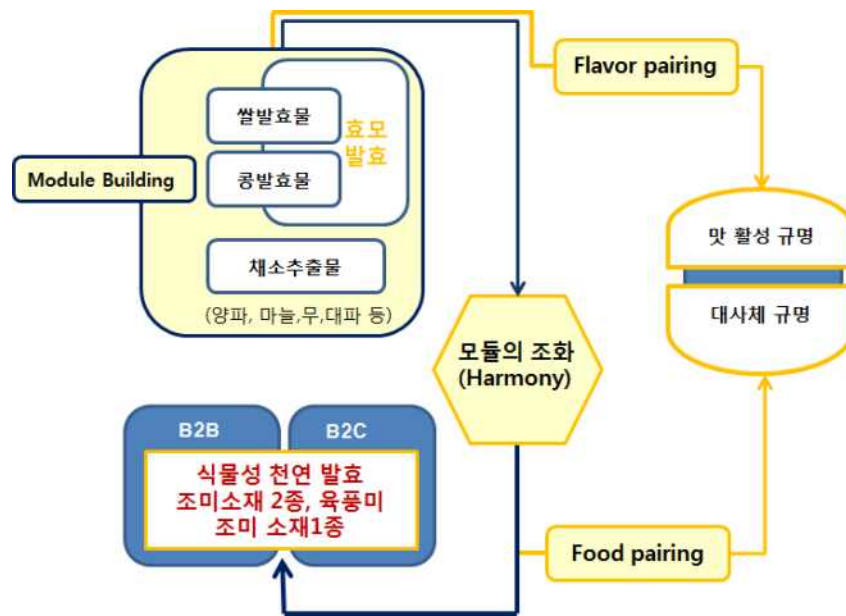 Flavor pairing
쌀발효물
효모
발효
콩발효물
Module Building
채소추출물
(양파, 마늘,무,대파 등)
맛 활성 규명
대사체 규명
모듈의 조화
(Harmony)
B2B
B2C
식물성 천연 발효
조미소재 2종, 육풍미
조미 소재1종
Food pairing